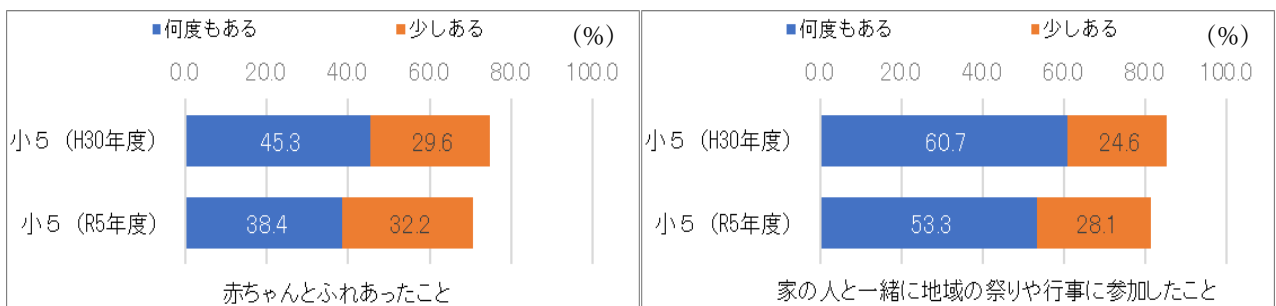 何度もある 少しある (%)
0.0 20.0 40.0 60.0 80.0 100.0
小5 (H30年度) 45.3 29.6
小5 (R5年度) 38.4 32.2
赤ちゃんとふれあったこと
何度もある 少しある (%)
0.0 20.0 40.0 60.0 80.0 100.0
小5 (H30年度) 60.7 24.6
小5 (R5年度) 53.3 28.1
家の人と一緒に地域の祭りや行事に参加したこと